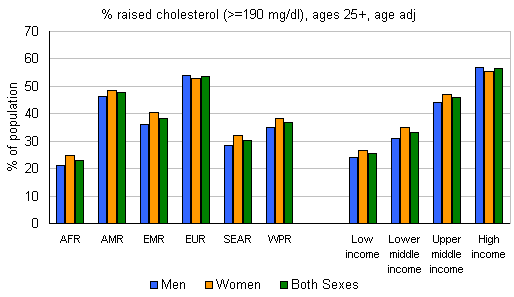 % raised cholesterol (>=190 mg/dl), ages 25+, age adj
% of population
70
60
50
40
30
20
10
0
AFR AMR EMR EUR SEAR WPR Low Lower Upper High
income middle middle income
income income
Men Women Both Sexes